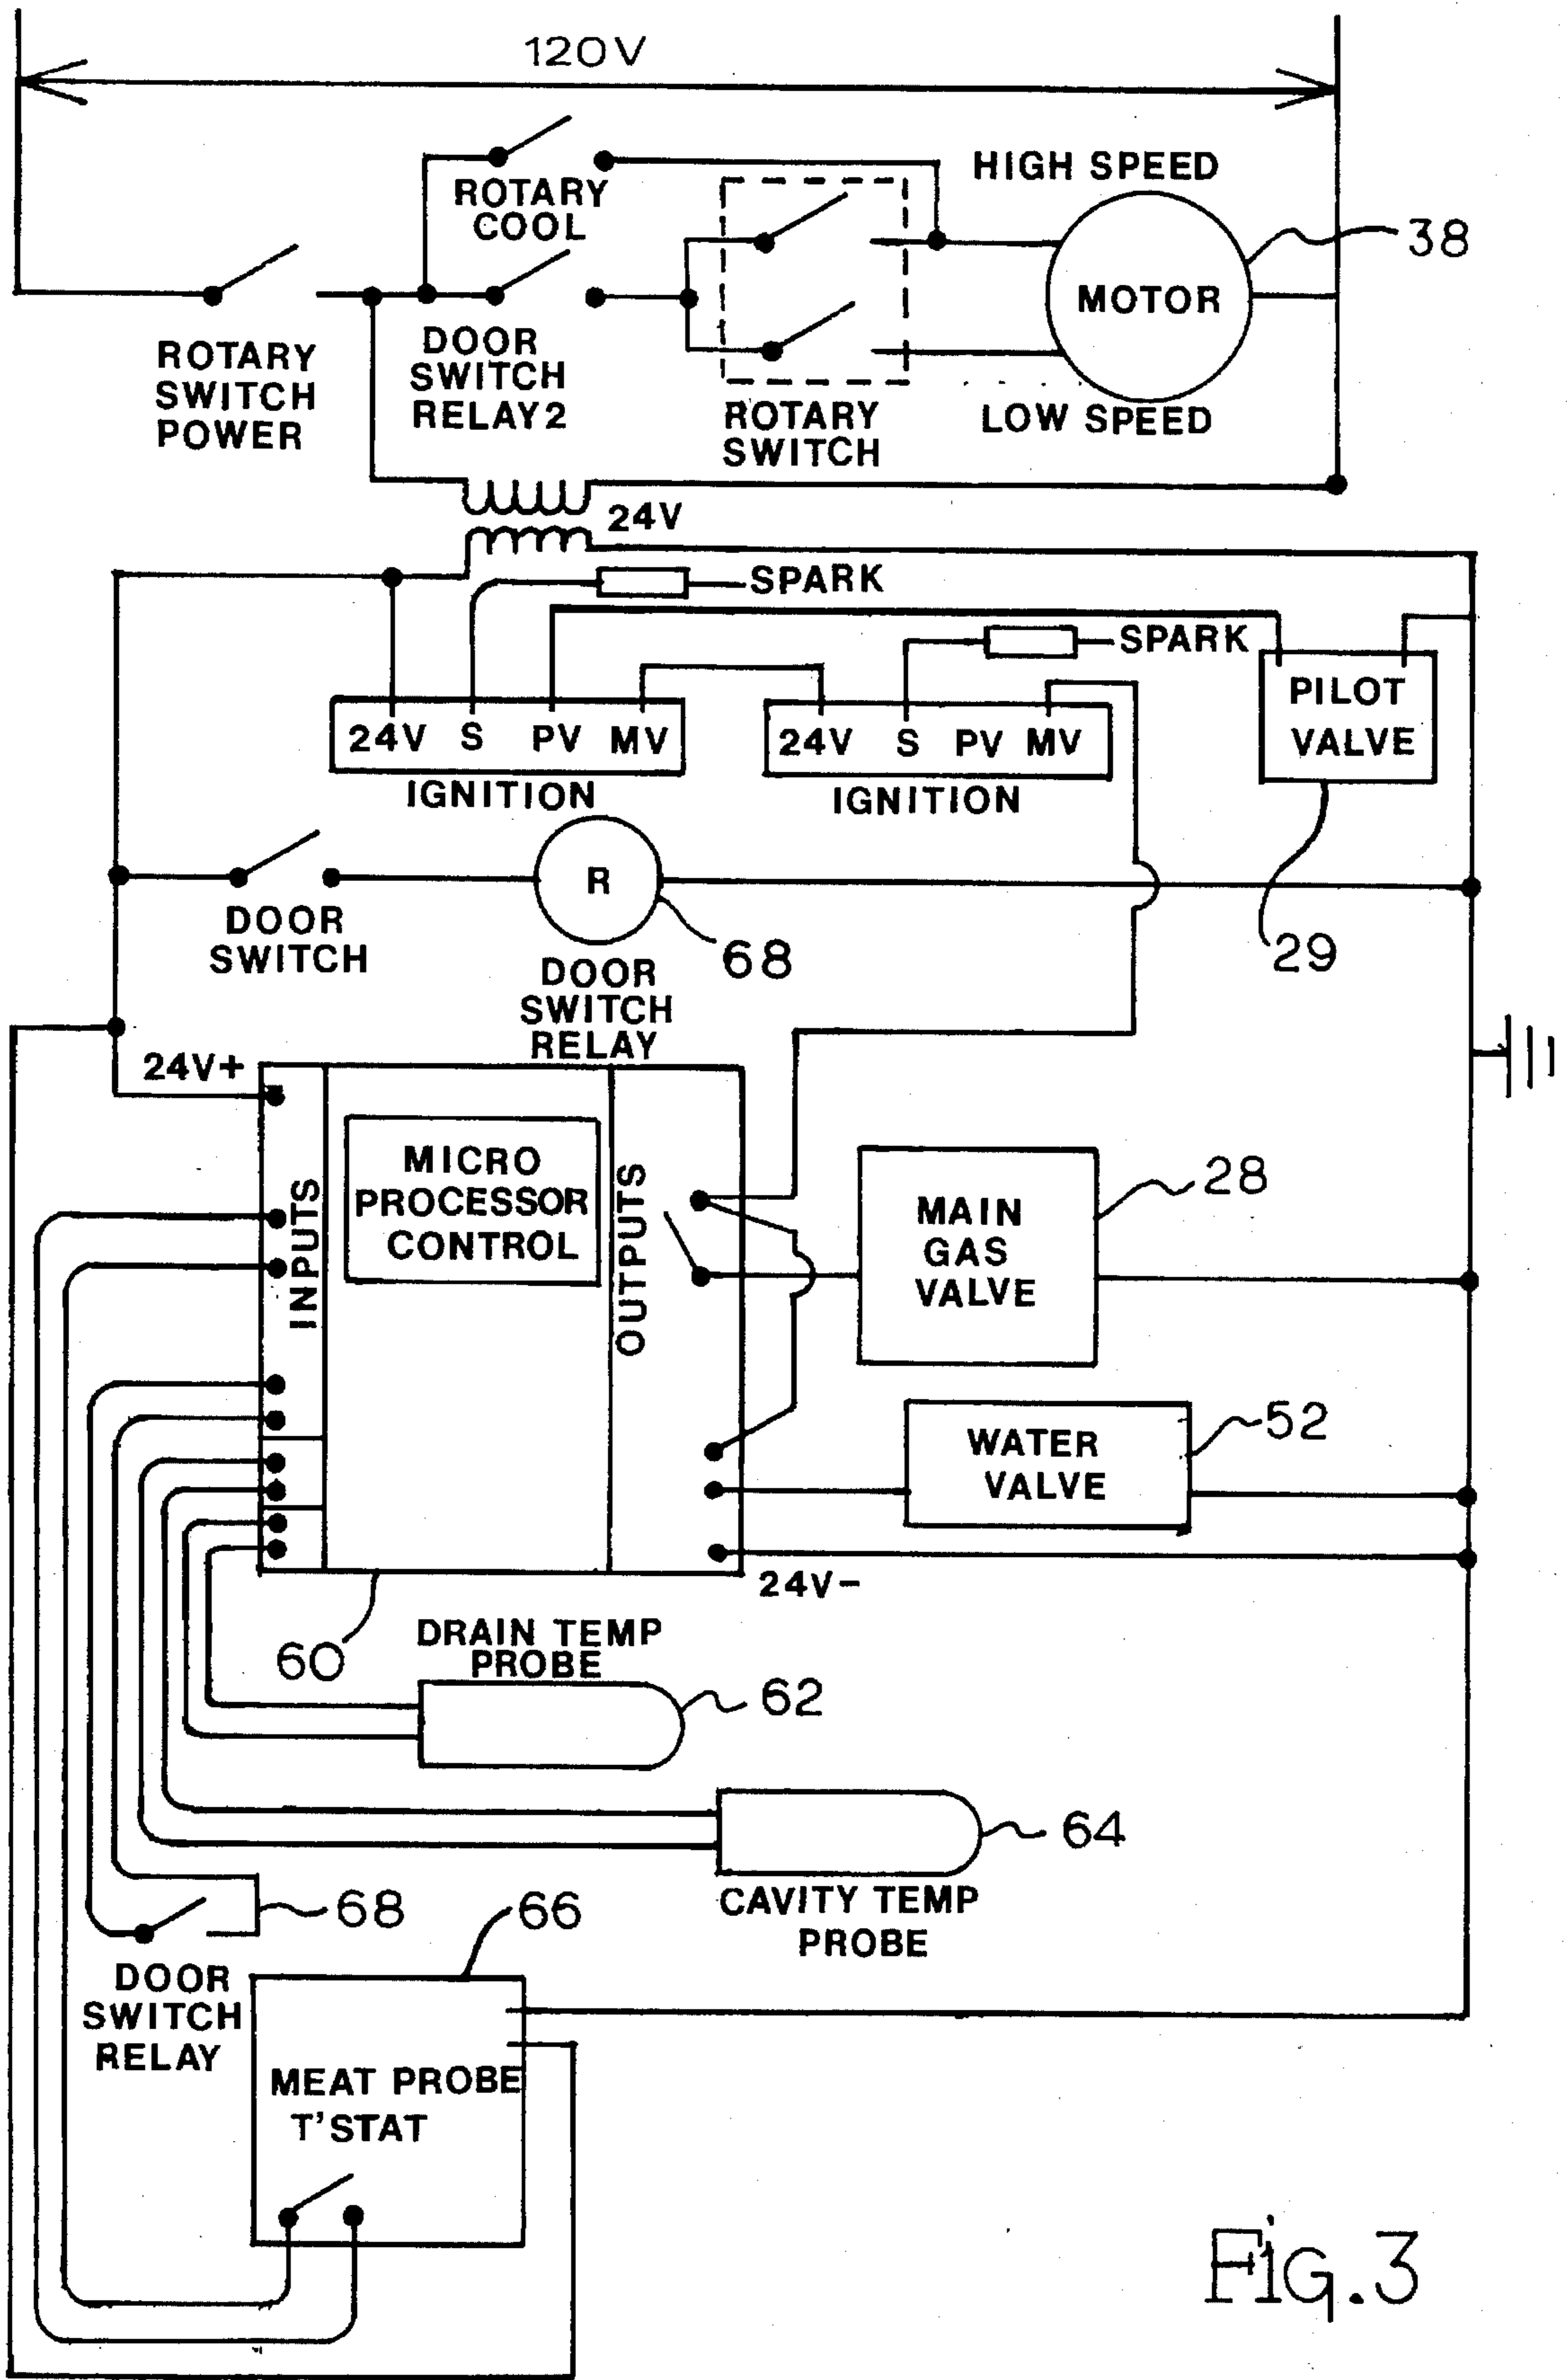 120V
HIGH SPEED
ROTARY
COOL
38
MOTOR
ROTARY
SWITCH
POWER
DOOR
SWITCH
RELAY2
ROTARY
SWITCH
LOW SPEED
24V
SPARK
SPARK
PILOT
VALVE
24V S PV MV
IGNITION
24V S PV MV
IGNITION
R
DOOR
SWITCH
68
29
DOOR
SWITCH
RELAY
24V+
INPUTS
MICRO
PROCESSOR
CONTROL
OUTPUTS
MAIN
GAS
VALVE
28
WATER
VALVE
52
24V-
60
DRAIN TEMP
PROBE
62
64
CAVITY TEMP
PROBE
68
66
DOOR
SWITCH
RELAY
MEAT PROBE
T'STAT
FiG.3